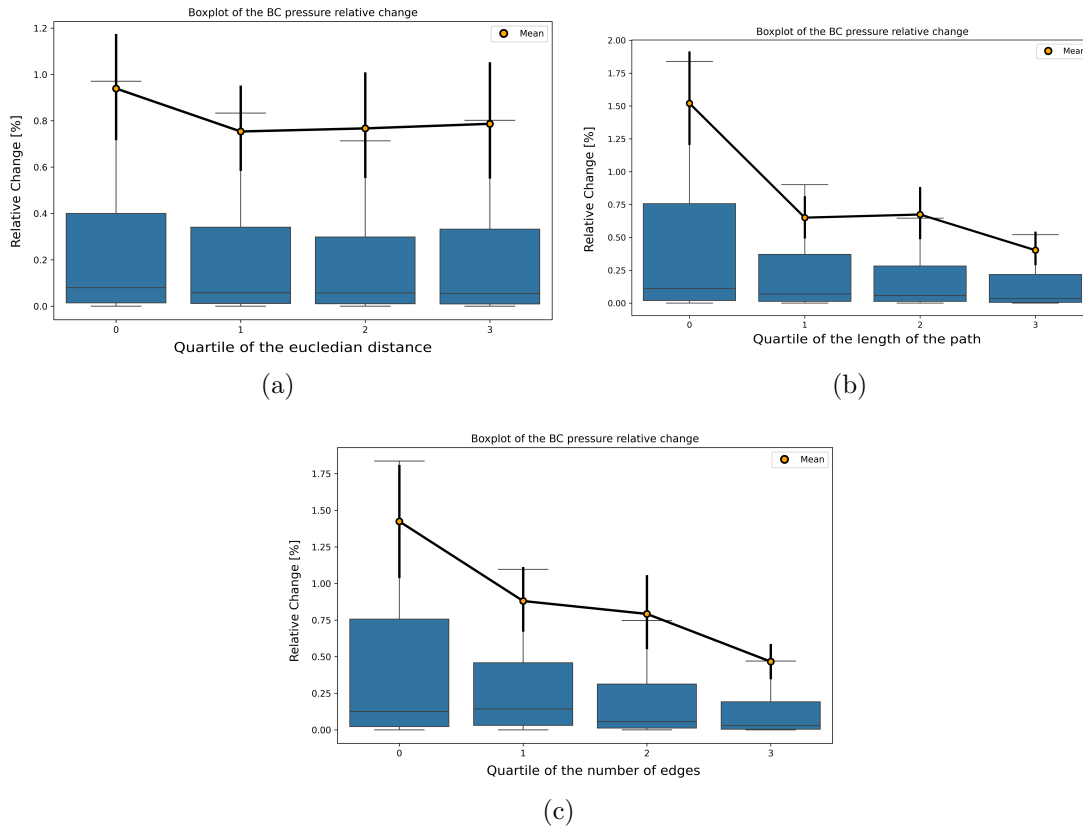 Boxplot of the BC pressure relative change
Mean
Relative Change [%]
1.2
1.0
0.8
0.6
0.4
0.2
0.0
0 1 2 3
Quartile of the eucledian distance
(a)
Boxplot of the BC pressure relative change
Mean
Relative Change [%]
2.00
1.75
1.50
1.25
1.00
0.75
0.50
0.25
0.00
0 1 2 3
Quartile of the length of the path
(b)
Boxplot of the BC pressure relative change
Mean
Relative Change [%]
1.75
1.50
1.25
1.00
0.75
0.50
0.25
0.00
0 1 2 3
Quartile of the number of edges
(c)